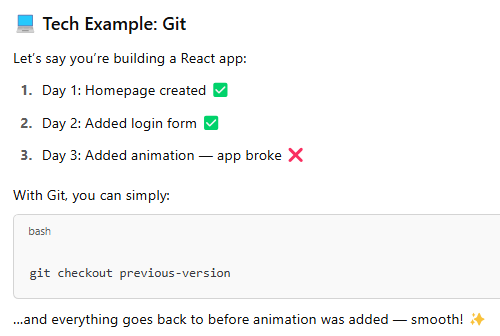 💻 Tech Example: Git
Let's say you're building a React app:
1. Day 1: Homepage created ✅
2. Day 2: Added login form ✅
3. Day 3: Added animation — app broke ❌
With Git, you can simply:
bash
git checkout previous-version
...and everything goes back to before animation was added — smooth! ✨